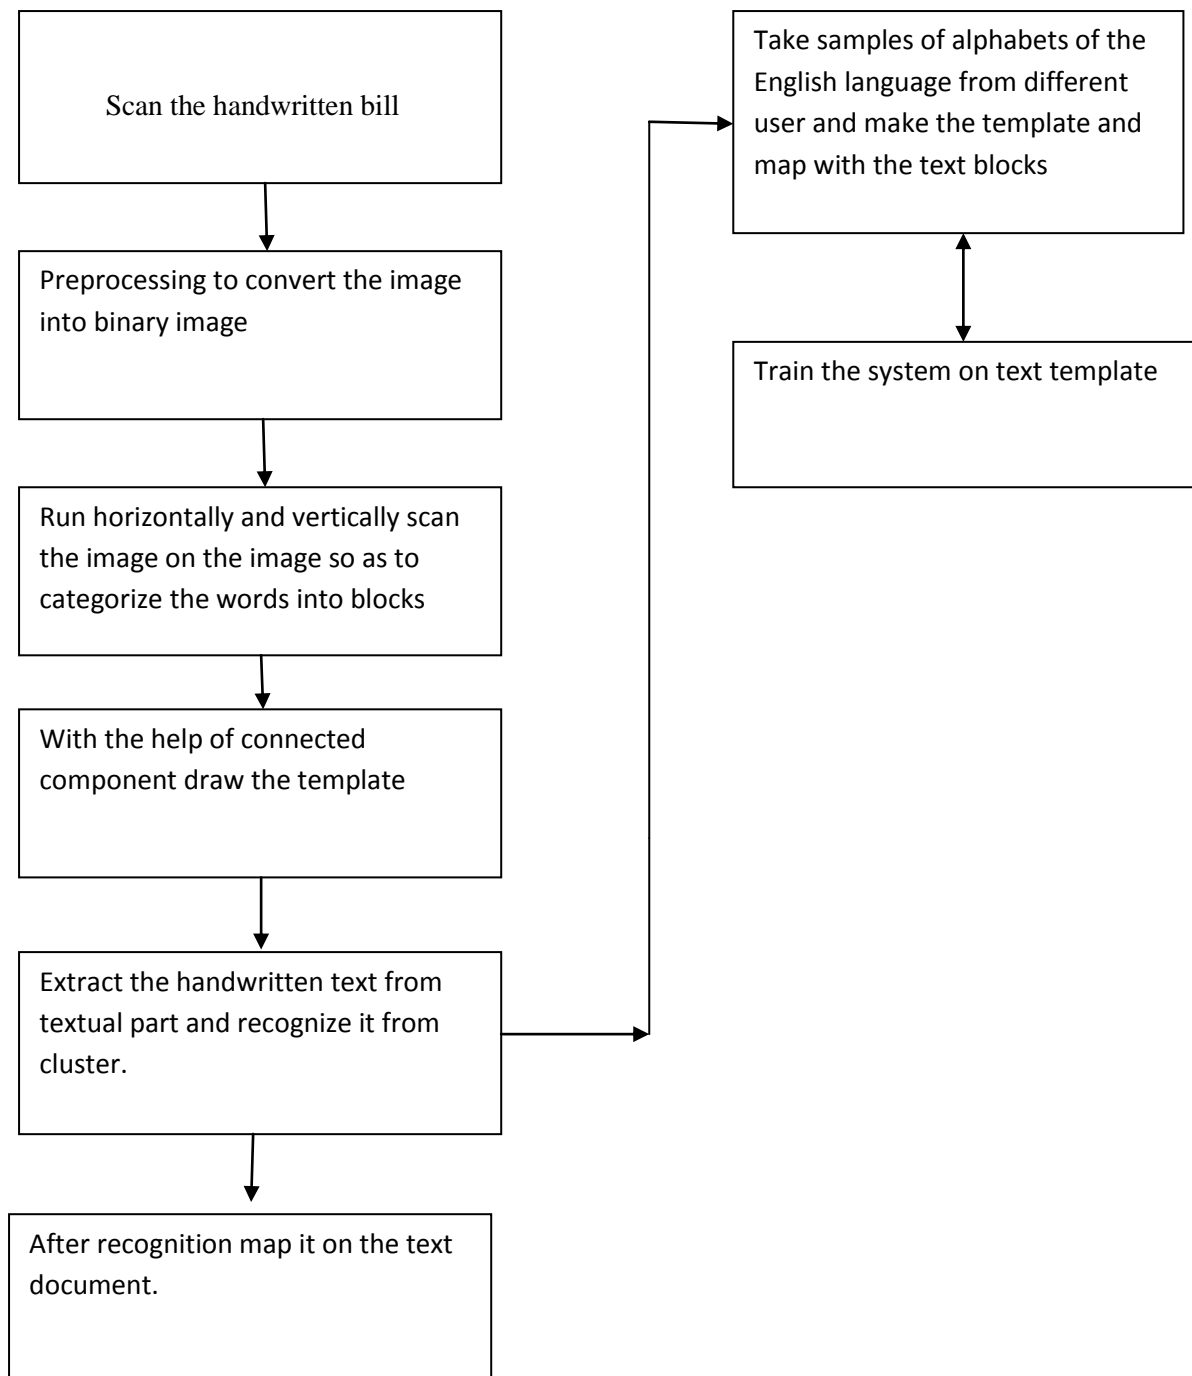 Scan the handwritten bill
Preprocessing to convert the image
into binary image
Run horizontally and vertically scan
the image on the image so as to
categorize the words into blocks
With the help of connected
component draw the template
Extract the handwritten text from
textual part and recognize it from
cluster.
After recognition map it on the text
document.
Take samples of alphabets of the
English language from different
user and make the template and
map with the text blocks
Train the system on text template